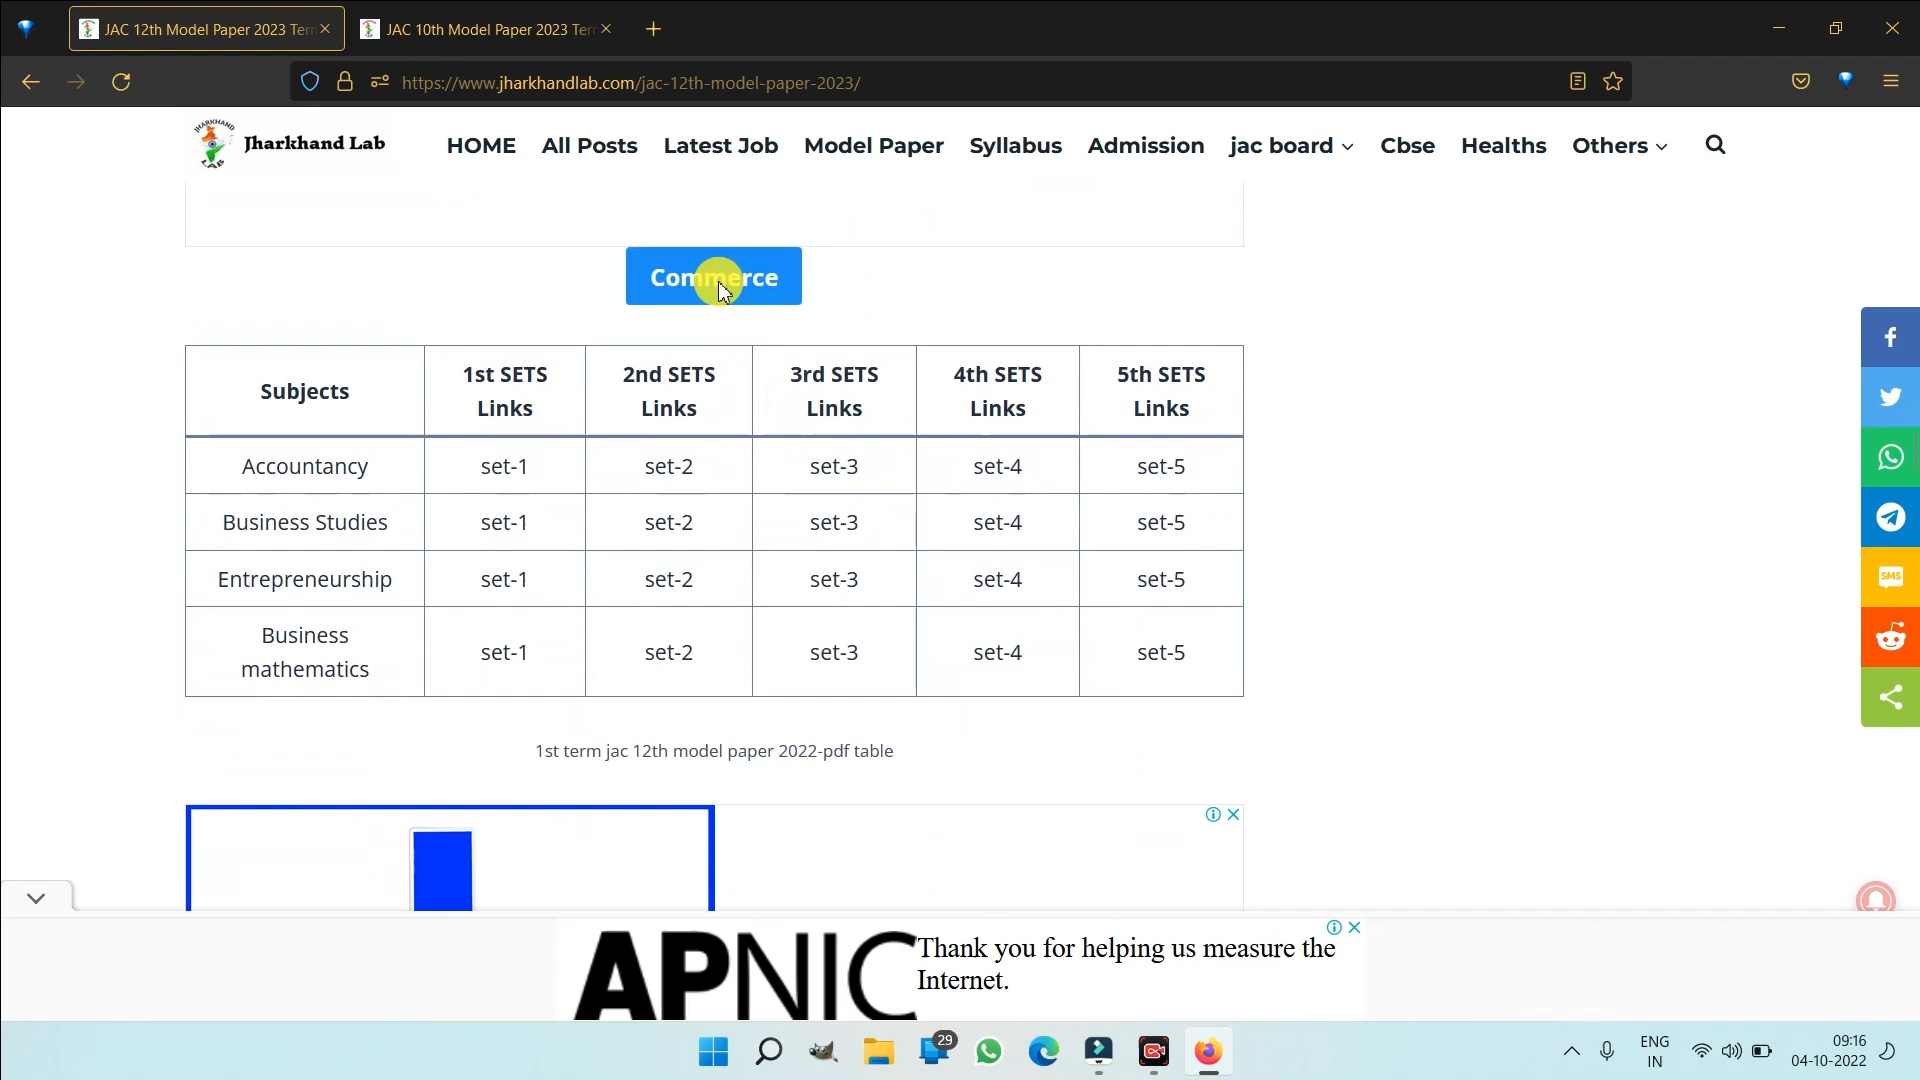 JAC 12th Model Paper 2023 Ter
JAC 10th Model Paper 2023 Ter
https://www.jharkhandlab.com/jac-12th-model-paper-2023/
JHARKHAND
LAB
Jharkhand Lab
HOME All Posts Latest Job Model Paper Syllabus Admission jac board Cbse Healths Others
Commerce
Subjects 1st SETS Links 2nd SETS Links 3rd SETS Links 4th SETS Links 5th SETS Links
Accountancy set-1 set-2 set-3 set-4 set-5
Business Studies set-1 set-2 set-3 set-4 set-5
Entrepreneurship set-1 set-2 set-3 set-4 set-5
Business mathematics set-1 set-2 set-3 set-4 set-5
1st term jac 12th model paper 2022-pdf table
SMS
APNIC
Thank you for helping us measure the
Internet.
29
ENG
IN
09:16
04-10-2022